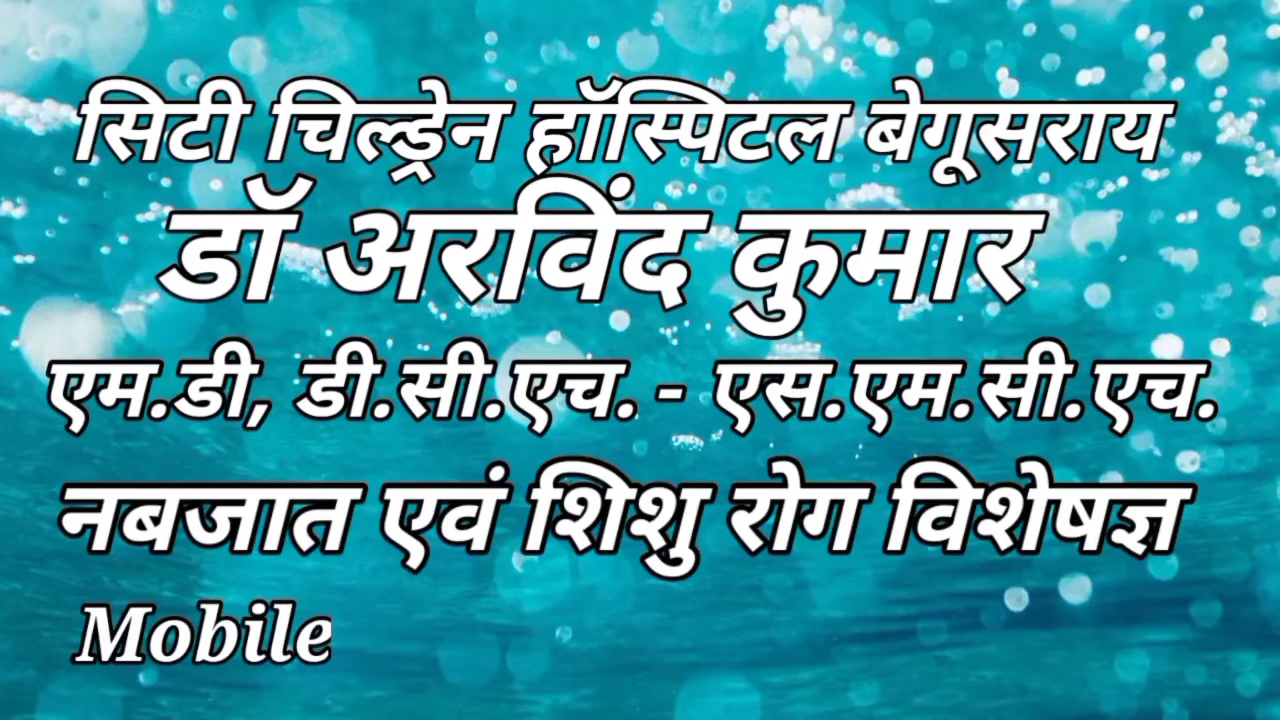 सिटी चिल्ड्रेन हॉस्पिटल बेगूसराय
डॉ अरविंद कुमार
एम.डी, डी.सी.एच. - एस.एम.सी.एच.
नबजात एवं शिशु रोग विशेषज्ञ
Mobile